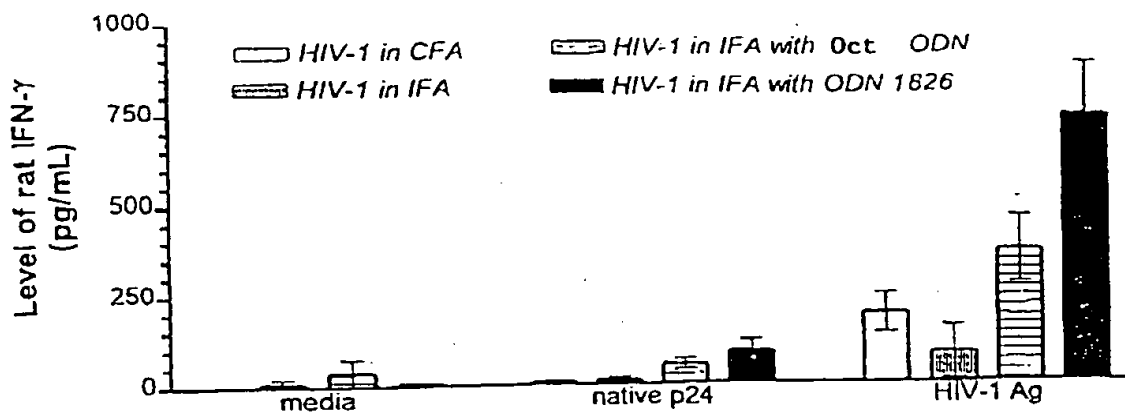 1000
750
500
250
0
Level of rat IFN-γ
(pg/mL)
HIV-1 in CFA
HIV-1 in IFA with Oct ODN
HIV-1 in IFA
HIV-1 in IFA with ODN 1826
media
native p24
HIV-1 Ag